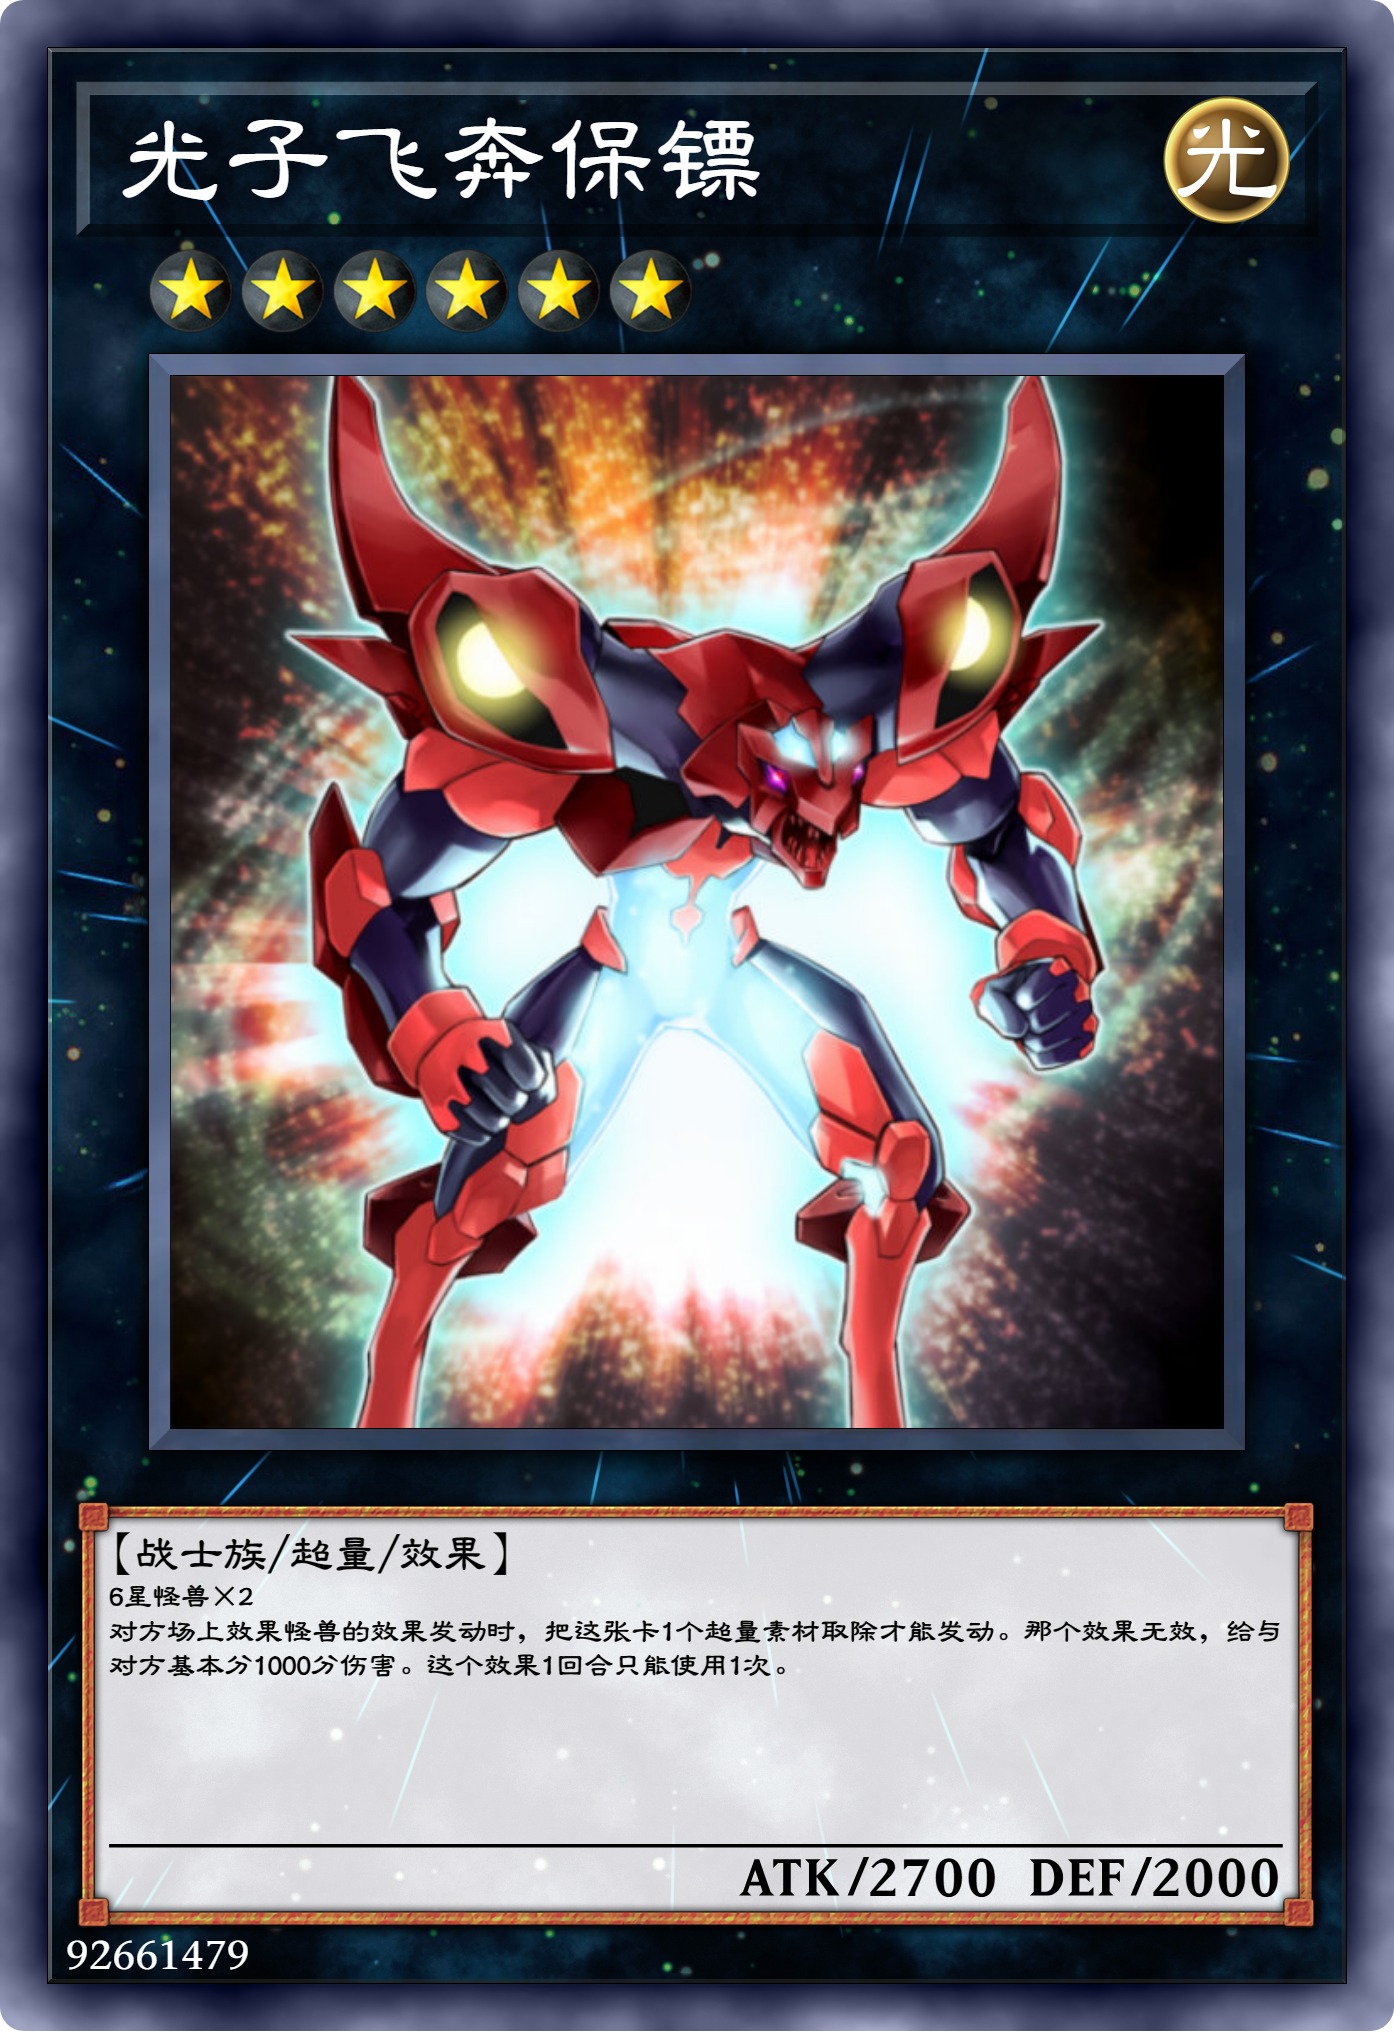 光子飞奔保镖
光
【战士族/超量/效果】
6星怪兽×2
对方场上效果怪兽的效果发动时，把这张卡1个超量素材取除才能发动。那个效果无效，给与
对方基本分1000分伤害。这个效果1回合只能使用1次。
ATK/2700 DEF/2000
92661479